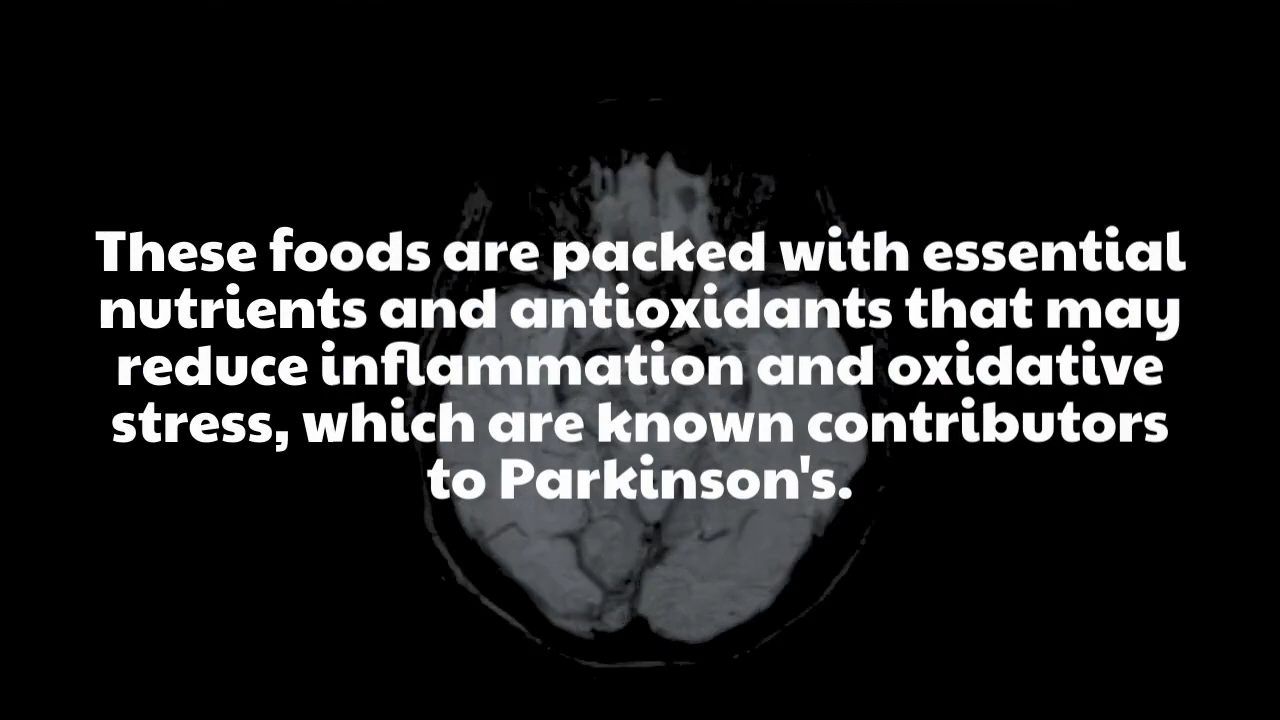 These foods are packed with essential
nutrients and antioxidants that may
reduce inflammation and oxidative
stress, which are known contributors
to Parkinson's.